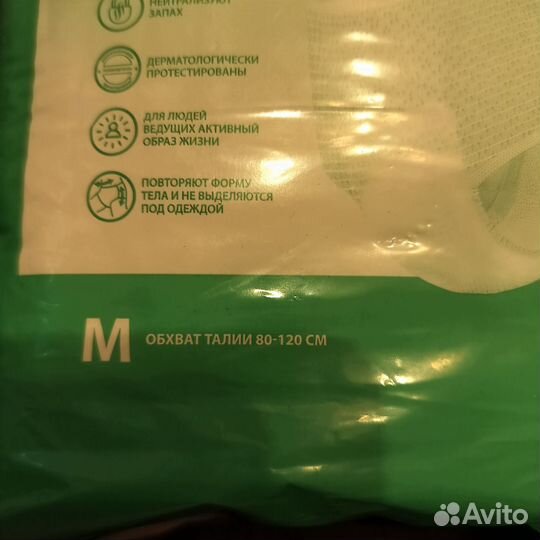 НЕЙТРАЛИЗУЮТ
ЗАПАХ
ДЕРМАТОЛОГИЧЕСКИ
ПРОТЕСТИРОВАНЫ
ДЛЯ ЛЮДЕЙ
ВЕДУЩИХ АКТИВНЫЙ
ОБРАЗ ЖИЗНИ
ПОВТОРЯЮТ ФОРМУ
ТЕЛА И НЕ ВЫДЕЛЯЮТСЯ
ПОД ОДЕЖДОЙ
M ОБХВАТ ТАЛИИ 80-120 СМ
Avito